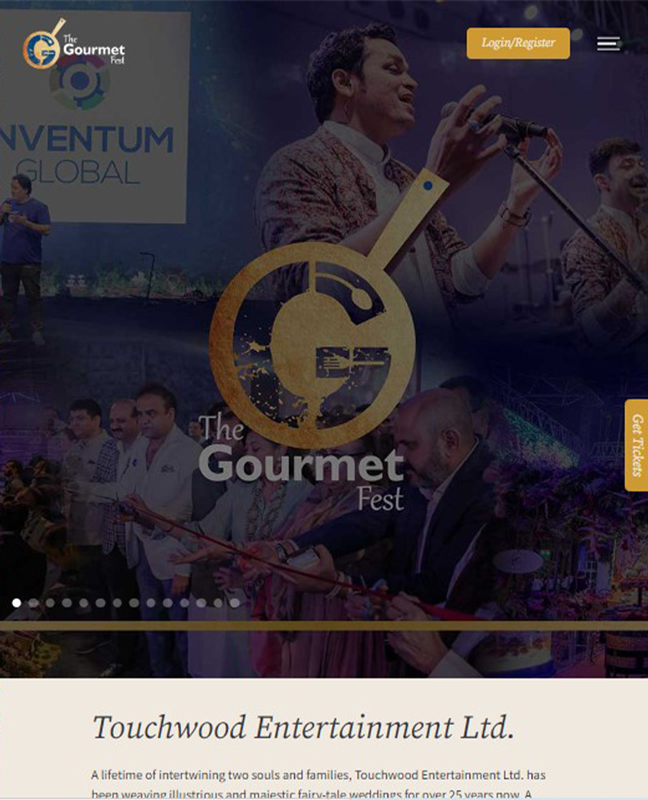 The
Gourmet
Fest
Login/Register
NVENTUM
GLOBAL
The
Gourmet
Fest
Get Tickets
Touchwood Entertainment Ltd.
A lifetime of intertwining two souls and families, Touchwood Entertainment Ltd. has
been weaving illustrious and majestic fairy-tale weddings for over 25 years now. A